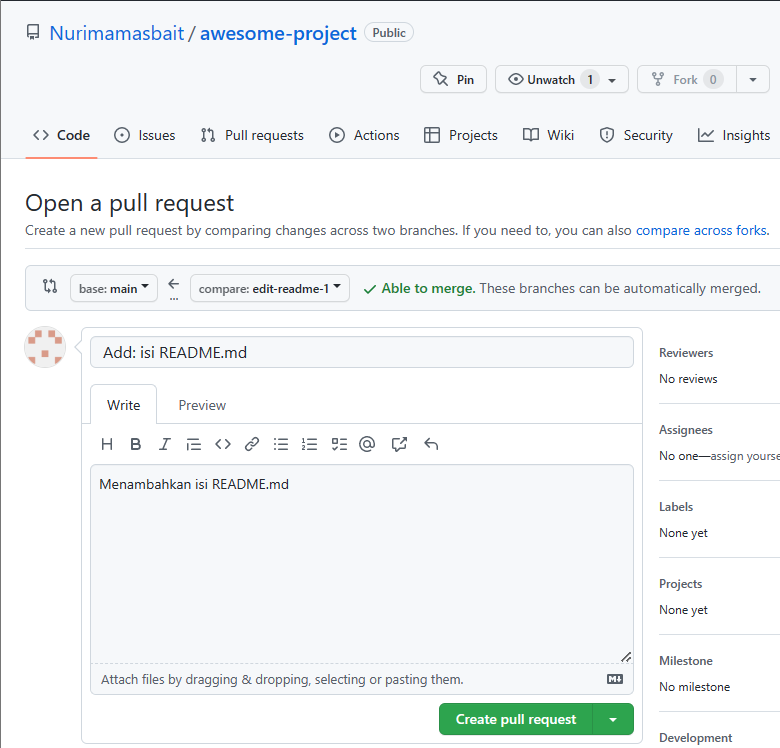 Nurimamasbait / awesome-project Public
Pin Unwatch 1 Fork 0
Code Issues Pull requests Actions Projects Wiki Security Insights
Open a pull request
Create a new pull request by comparing changes across two branches. If you need to, you can also compare across forks.
base: main ... compare: edit-readme-1 Able to merge. These branches can be automatically merged.
Add: isi README.md
Write Preview
Menambahkan isi README.md
Attach files by dragging & dropping, selecting or pasting them.
Create pull request
Reviewers
No reviews
Assignees
No one—assign yourse
Labels
None yet
Projects
None yet
Milestone
No milestone
Development